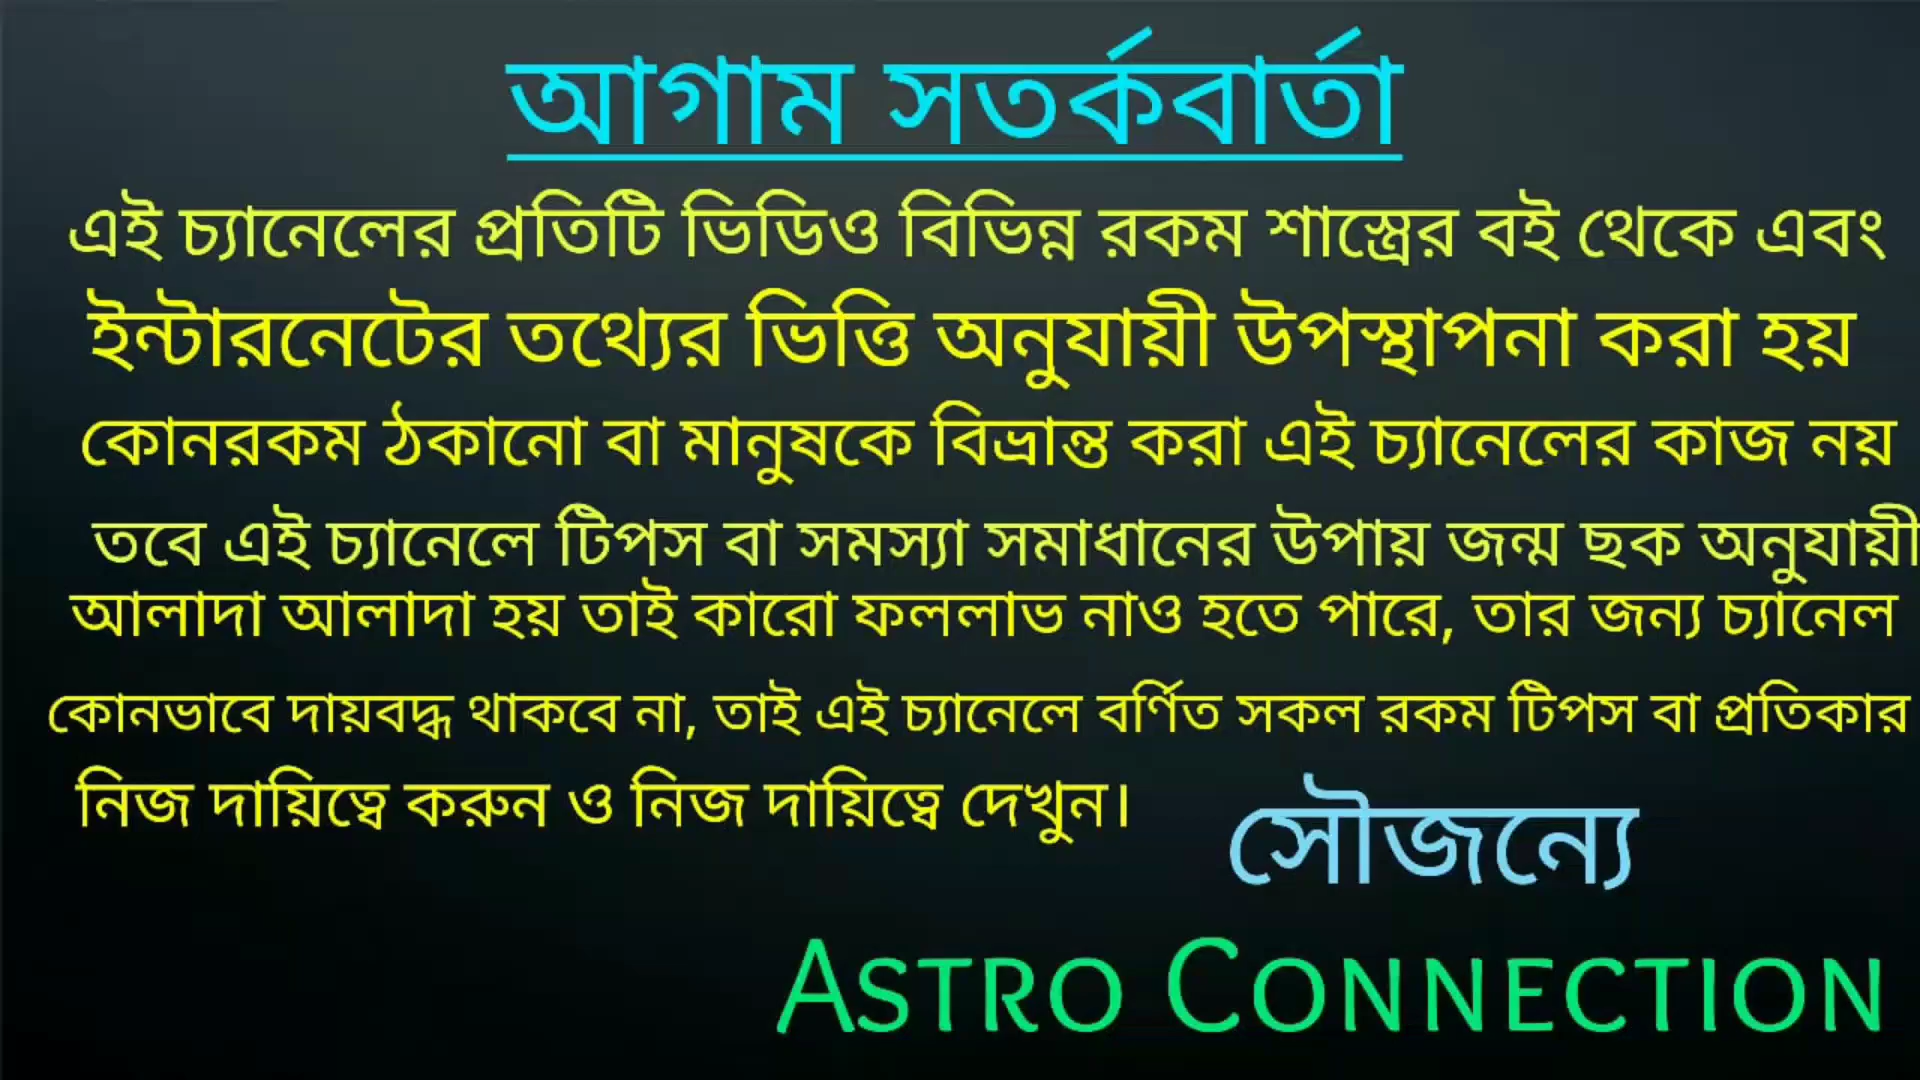 আগাম সতর্কবার্তা
এই চ্যানেলের প্রতিটি ভিডিও বিভিন্ন রকম শাস্ত্রের বই থেকে এবং
ইন্টারনেটের তথ্যের ভিত্তি অনুযায়ী উপস্থাপনা করা হয়
কোনরকম ঠকানো বা মানুষকে বিভ্রান্ত করা এই চ্যানেলের কাজ নয়
তবে এই চ্যানেলে টিপস বা সমস্যা সমাধানের উপায় জন্ম ছক অনুযায়ী
আলাদা আলাদা হয় তাই কারো ফললাভ নাও হতে পারে, তার জন্য চ্যানেল
কোনভাবে দায়বদ্ধ থাকবে না, তাই এই চ্যানেলে বর্ণিত সকল রকম টিপস বা প্রতিকার
নিজ দায়িত্বে করুন ও নিজ দায়িত্বে দেখুন।
সৌজন্যে
ASTRO CONNECTION